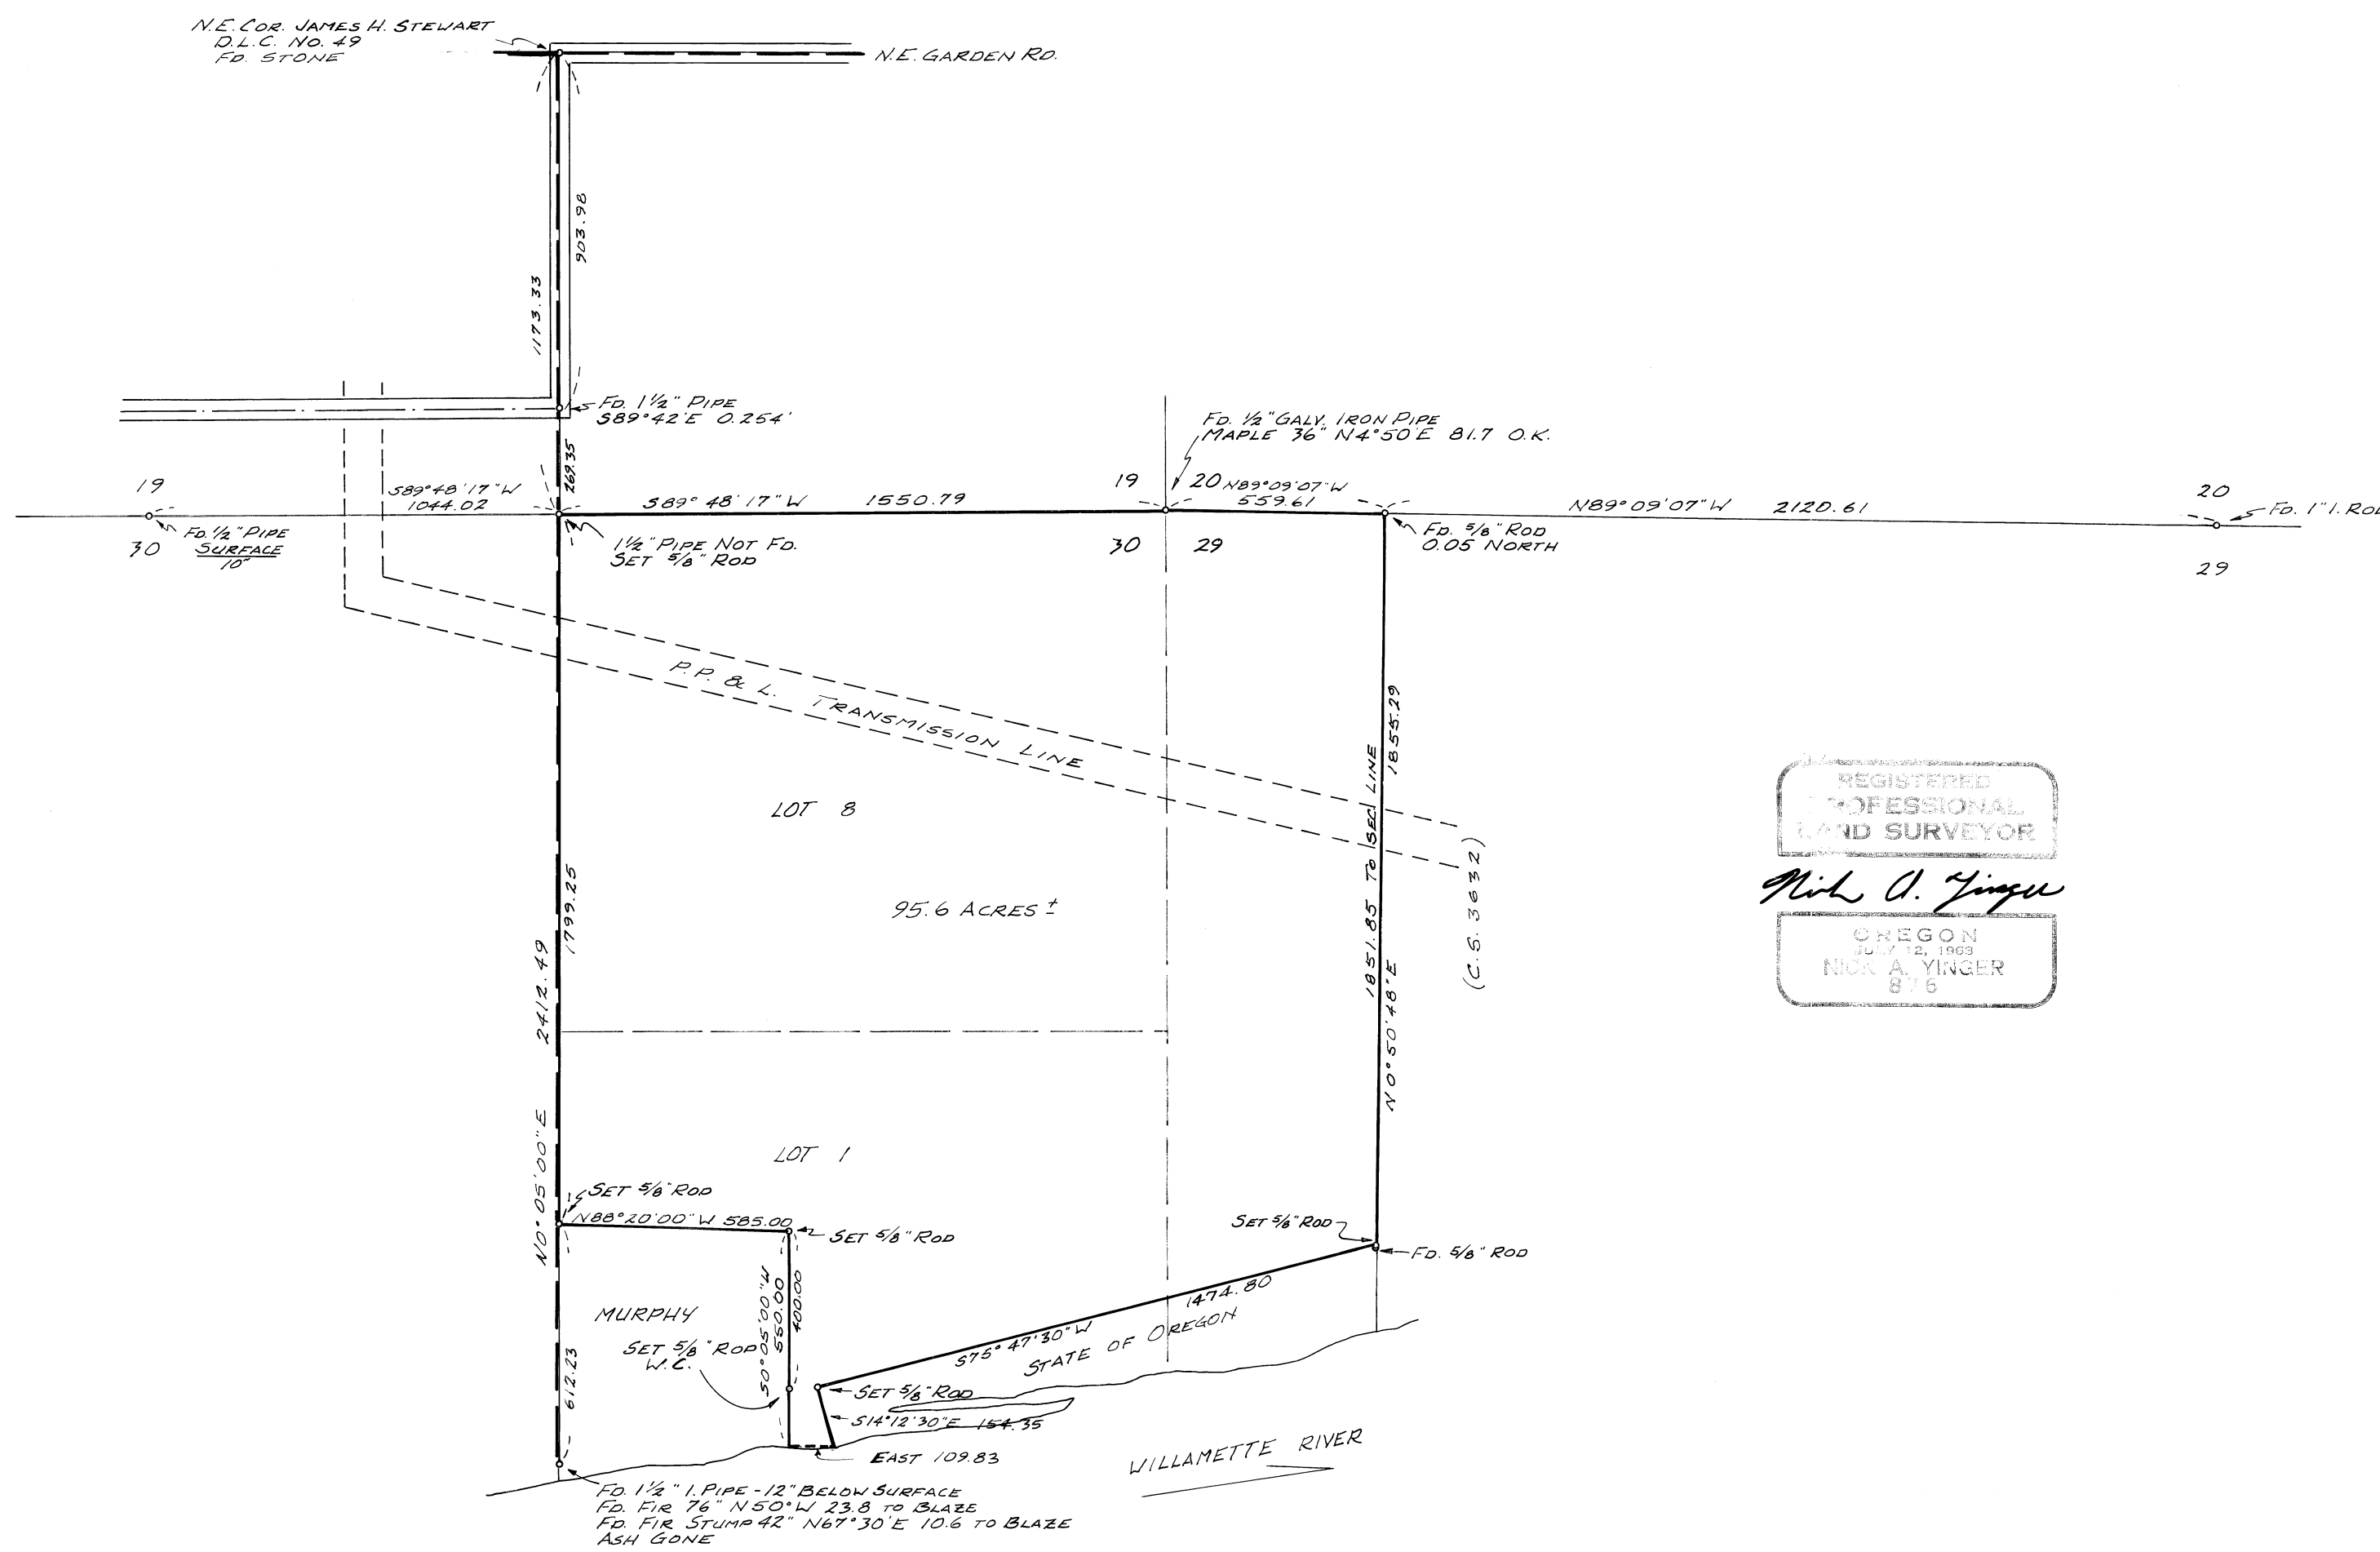 N.E. COR. JAMES H. STEWART
D.L.C. NO. 49
FD. STONE
N.E. GARDEN RD.
903.98
1173.33
FD. 1½" PIPE
S89°42'E 0.254'
269.35
FD. ½" GALV. IRON PIPE
MAPLE 36" N4°50'E 81.7 O.K.
19
S89°48'17"W
1044.02
S89°48'17"W 1550.79
19
20
N89°09'07"W
559.61
N89°09'07"W 2120.61
20
FD. 1" I. ROD
30
FD. ½" PIPE
SURFACE
10"
1½" PIPE NOT FD.
SET 5/8" ROD
30
29
FD. 5/8" ROD
0.05 NORTH
29
P.P. & L. TRANSMISSION LINE
1855.29
1851.85 TO SEC. LINE
N0°50'48"E
(C.S. 3632)
LOT 8
95.6 ACRES ±
1799.25
2412.49
N0°05'00"E
REGISTERED
PROFESSIONAL
LAND SURVEYOR
Nick A. Yinger
OREGON
JULY 12, 1963
NICK A. YINGER
876
LOT 1
SET 5/8" ROD
N88°20'00"W 585.00
SET 5/8" ROD
SET 5/8" ROD
FD. 5/8" ROD
MURPHY
S0°05'00"W
550.00
400.00
SET 5/8" ROD
W.C.
612.23
S75°47'30"W 1474.80
STATE OF OREGON
SET 5/8" ROD
S14°12'30"E 154.35
EAST 109.83
WILLAMETTE RIVER
FD. 1½" I. PIPE - 12" BELOW SURFACE
FD. FIR 76" N50°W 23.8 TO BLAZE
FD. FIR STUMP 42" N67°30'E 10.6 TO BLAZE
ASH GONE